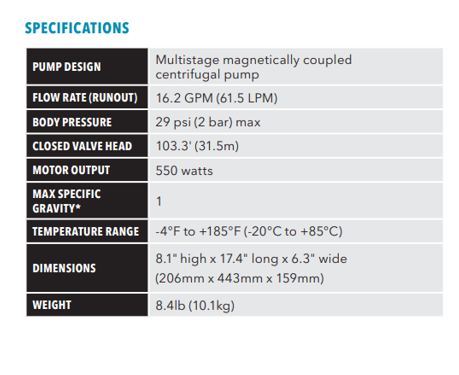 SPECIFICATIONS
PUMP DESIGN
Multistage magnetically coupled
centrifugal pump
FLOW RATE (RUNOUT) 16.2 GPM (61.5 LPM)
BODY PRESSURE 29 psi (2 bar) max
CLOSED VALVE HEAD 103.3' (31.5m)
MOTOR OUTPUT 550 watts
MAX SPECIFIC
GRAVITY* 1
TEMPERATURE RANGE -4°F to +185°F (-20°C to +85°C)
DIMENSIONS
8.1" high x 17.4" long x 6.3" wide
(206mm x 443mm x 159mm)
WEIGHT 8.4lb (10.1kg)